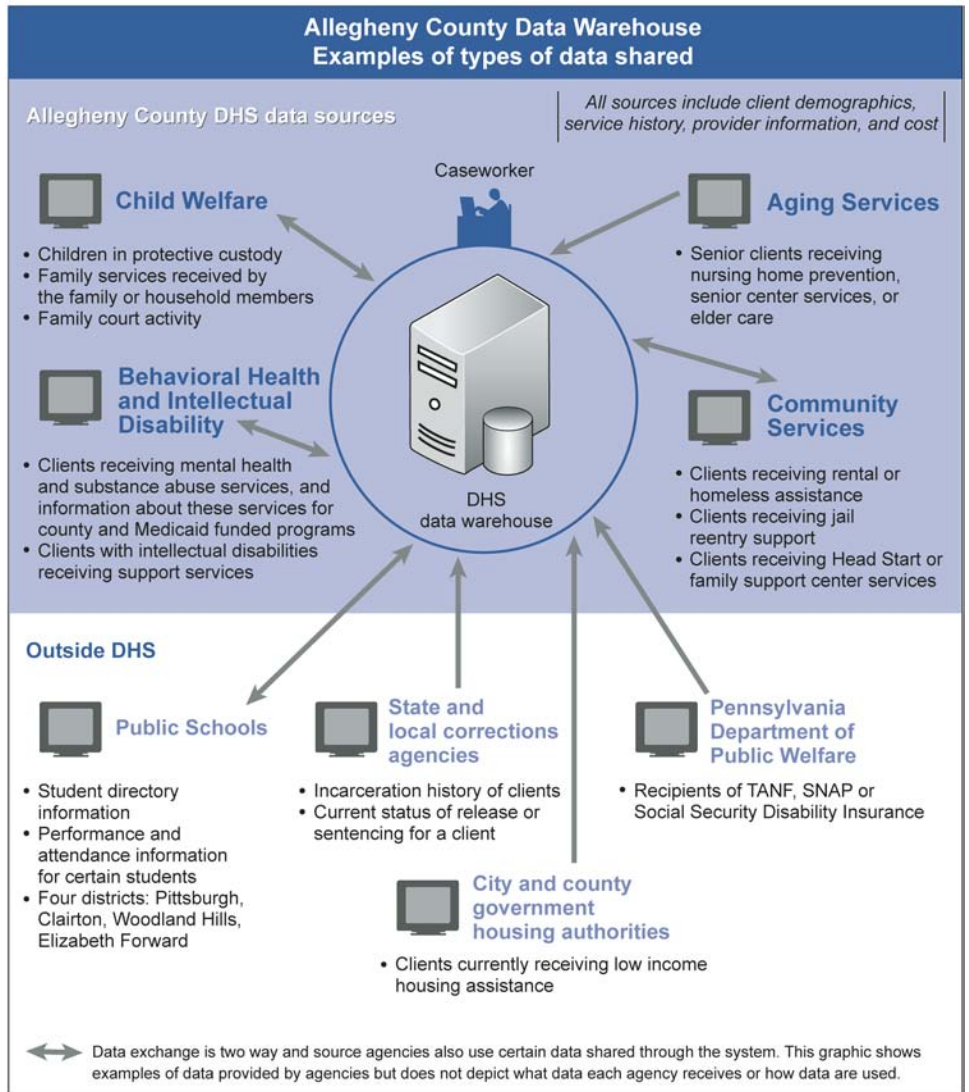 Allegheny County Data Warehouse
Examples of types of data shared
Allegheny County DHS data sources
All sources include client demographics,
service history, provider information, and cost
Caseworker
Child Welfare
• Children in protective custody
• Family services received by
the family or household members
• Family court activity
Aging Services
• Senior clients receiving
nursing home prevention,
senior center services, or
elder care
Behavioral Health
and Intellectual
Disability
• Clients receiving mental health
and substance abuse services, and
information about these services for
county and Medicaid funded programs
• Clients with intellectual disabilities
receiving support services
DHS
data warehouse
Community
Services
• Clients receiving rental or
homeless assistance
• Clients receiving jail
reentry support
• Clients receiving Head Start or
family support center services
Outside DHS
Public Schools
• Student directory
information
• Performance and
attendance information
for certain students
• Four districts: Pittsburgh,
Clairton, Woodland Hills,
Elizabeth Forward
State and
local corrections
agencies
• Incarceration history of clients
• Current status of release or
sentencing for a client
Pennsylvania
Department of
Public Welfare
• Recipients of TANF, SNAP or
Social Security Disability Insurance
City and county
government
housing authorities
• Clients currently receiving low income
housing assistance
Data exchange is two way and source agencies also use certain data shared through the system. This graphic shows
examples of data provided by agencies but does not depict what data each agency receives or how data are used.